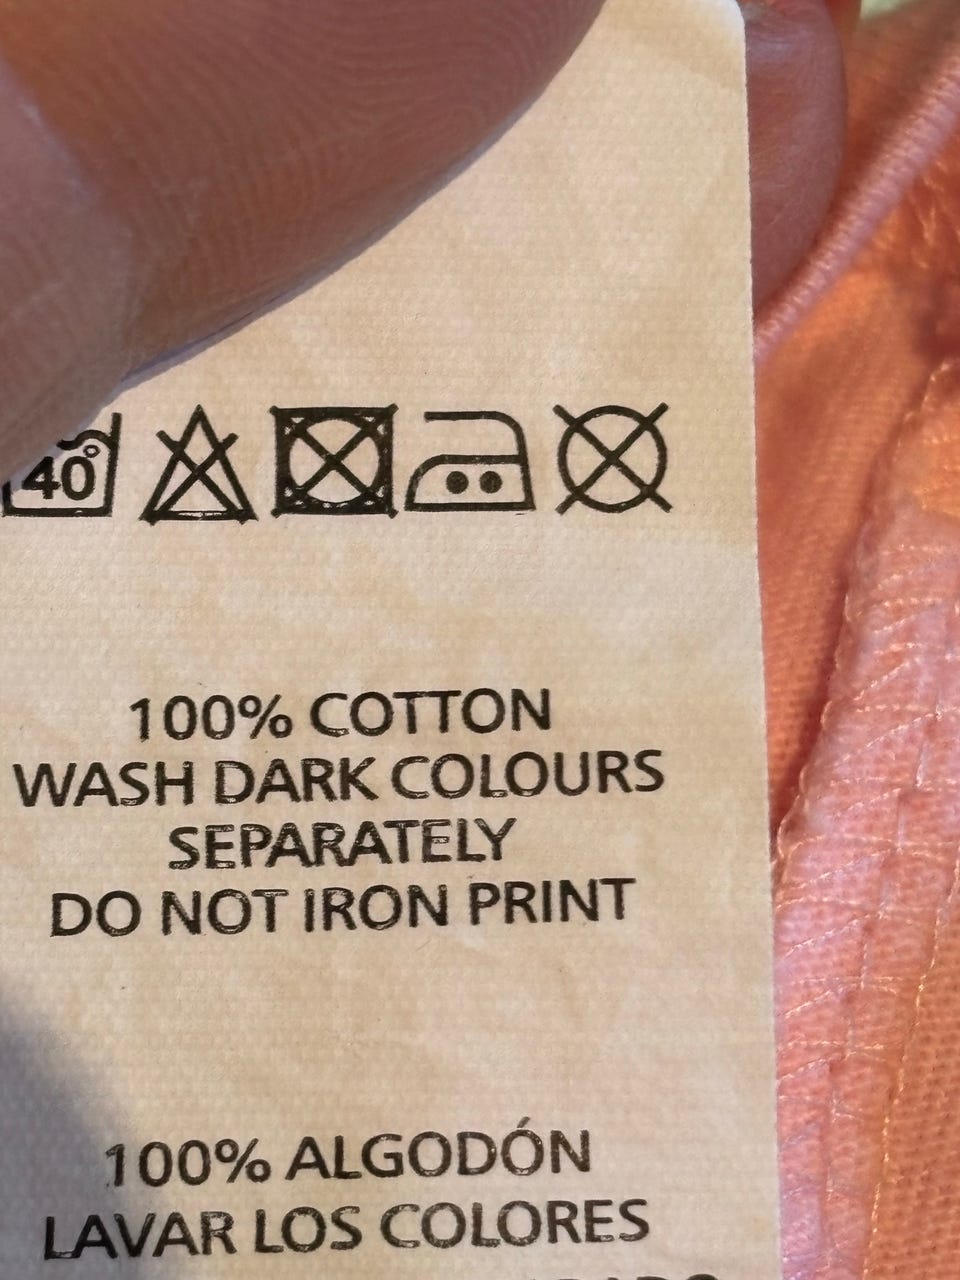 40°
100% COTTON
WASH DARK COLOURS
SEPARATELY
DO NOT IRON PRINT
100% ALGODÓN
LAVAR LOS COLORES